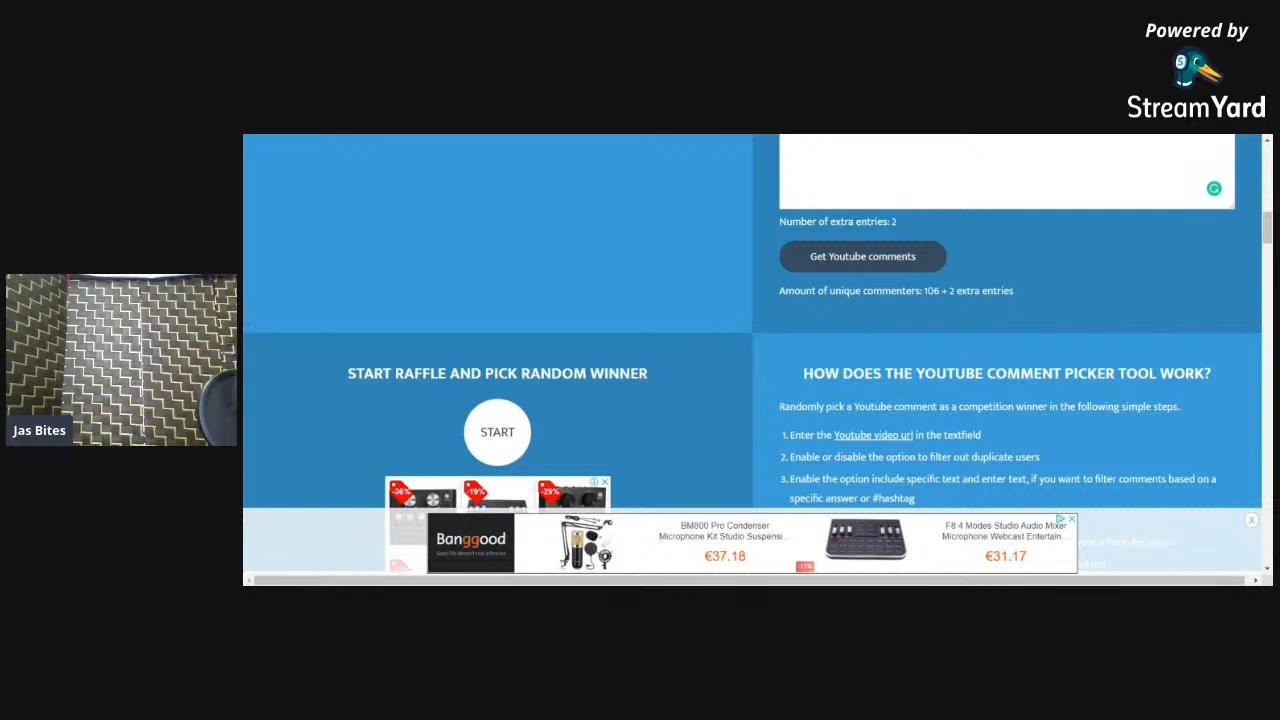 Powered by
StreamYard
Number of extra entries: 2
Get Youtube comments
Amount of unique commenters: 106 + 2 extra entries
START RAFFLE AND PICK RANDOM WINNER
START
HOW DOES THE YOUTUBE COMMENT PICKER TOOL WORK?
Randomly pick a Youtube comment as a competition winner in the following simple steps.
1. Enter the Youtube video url in the textfield
2. Enable or disable the option to filter out duplicate users
3. Enable the option include specific text and enter text, if you want to filter comments based on a
specific answer or #hashtag
Jas Bites
-36%
-19%
-29%
Banggood
BM800 Pro Condenser
Microphone Kit Studio Suspensi...
€37.18
-17%
F8 4 Modes Studio Audio Mixer
Microphone Webcast Entertain...
€31.17